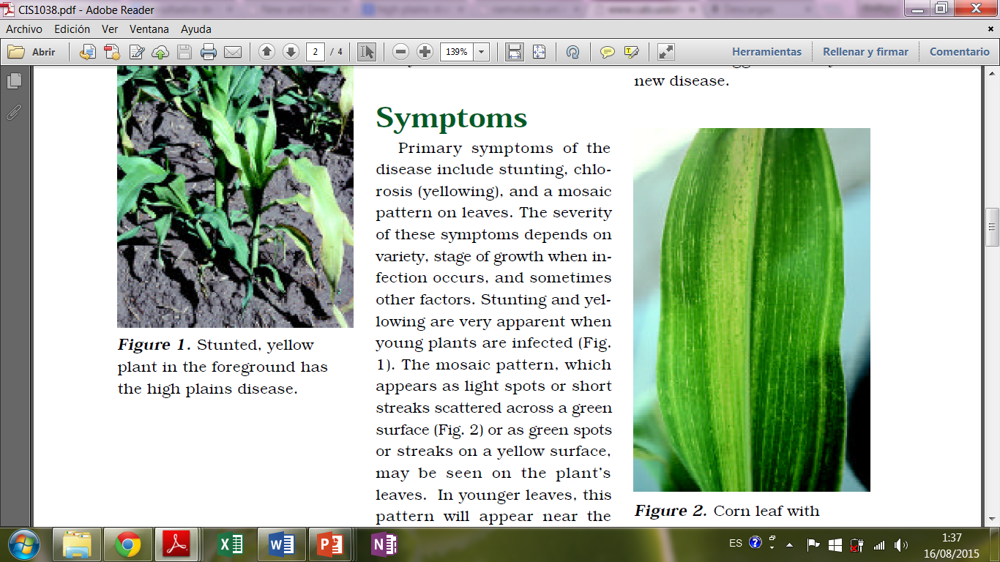 CIS1038.pdf - Adobe Reader
Archivo Edición Ver Ventana Ayuda
Abrir
2 / 4
139%
Herramientas
Rellenar y firmar
Comentario
Figure 1. Stunted, yellow
plant in the foreground has
the high plains disease.
Symptoms
Primary symptoms of the
disease include stunting, chlo-
rosis (yellowing), and a mosaic
pattern on leaves. The severity
of these symptoms depends on
variety, stage of growth when in-
fection occurs, and sometimes
other factors. Stunting and yel-
lowing are very apparent when
young plants are infected (Fig.
1). The mosaic pattern, which
appears as light spots or short
streaks scattered across a green
surface (Fig. 2) or as green spots
or streaks on a yellow surface,
may be seen on the plant's
leaves. In younger leaves, this
pattern will appear near the
new disease.
Figure 2. Corn leaf with
ES
1:37
16/08/2015